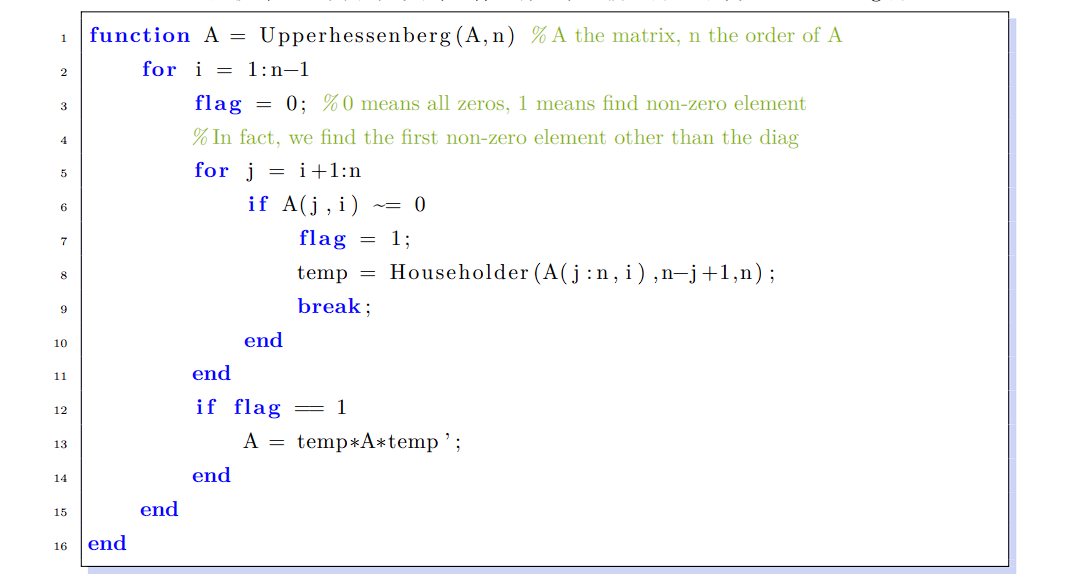 1 function A = Upperhessenberg(A,n) %A the matrix, n the order of A
2 for i = 1:n−1
3 flag = 0; %0 means all zeros, 1 means find non-zero element
4 %In fact, we find the first non-zero element other than the diag
5 for j = i+1:n
6 if A(j,i) ~= 0
7 flag = 1;
8 temp = Householder(A(j:n,i),n−j+1,n);
9 break;
10 end
11 end
12 if flag == 1
13 A = temp*A*temp';
14 end
15 end
16 end